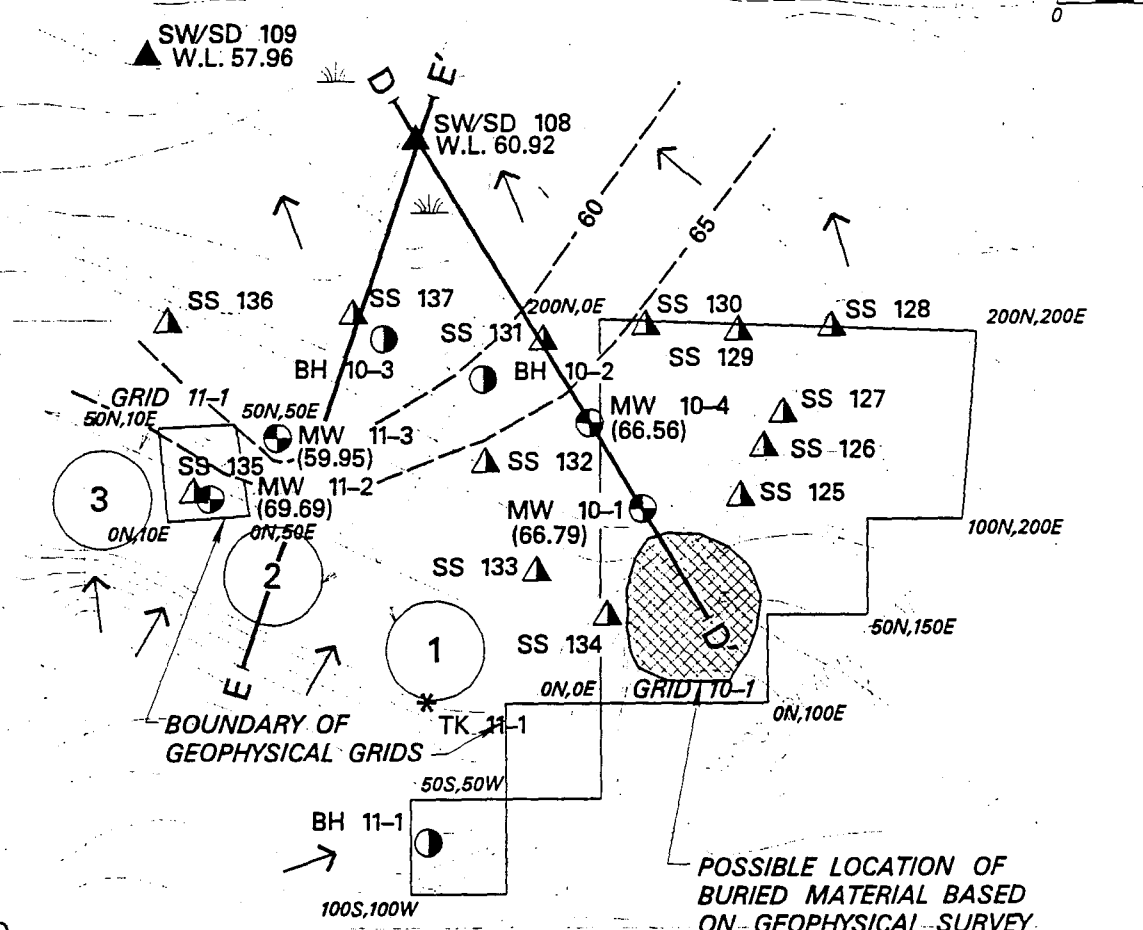 0
SW/SD 109
W.L. 57.96
D
E'
SW/SD 108
W.L. 60.92
60
65
SS 136
SS 137
200N,0E
SS 130
SS 128
200N,200E
SS 131
SS 129
BH 10-3
BH 10-2
GRID 11-1
50N,10E
50N,50E
MW 10-4
(66.56)
SS 127
MW 11-3
(59.95)
SS 126
SS 135
SS 132
MW 11-2
(69.69)
SS 125
3
MW 10-1
(66.79)
0N,10E
0N,50E
100N,200E
2
SS 133
50N,150E
1
SS 134
D'
E
0N,0E
GRID 10-1
0N,100E
TK 11-1
BOUNDARY OF
GEOPHYSICAL GRIDS
50S,50W
BH 11-1
POSSIBLE LOCATION OF
BURIED MATERIAL BASED
ON GEOPHYSICAL SURVEY
100S,100W